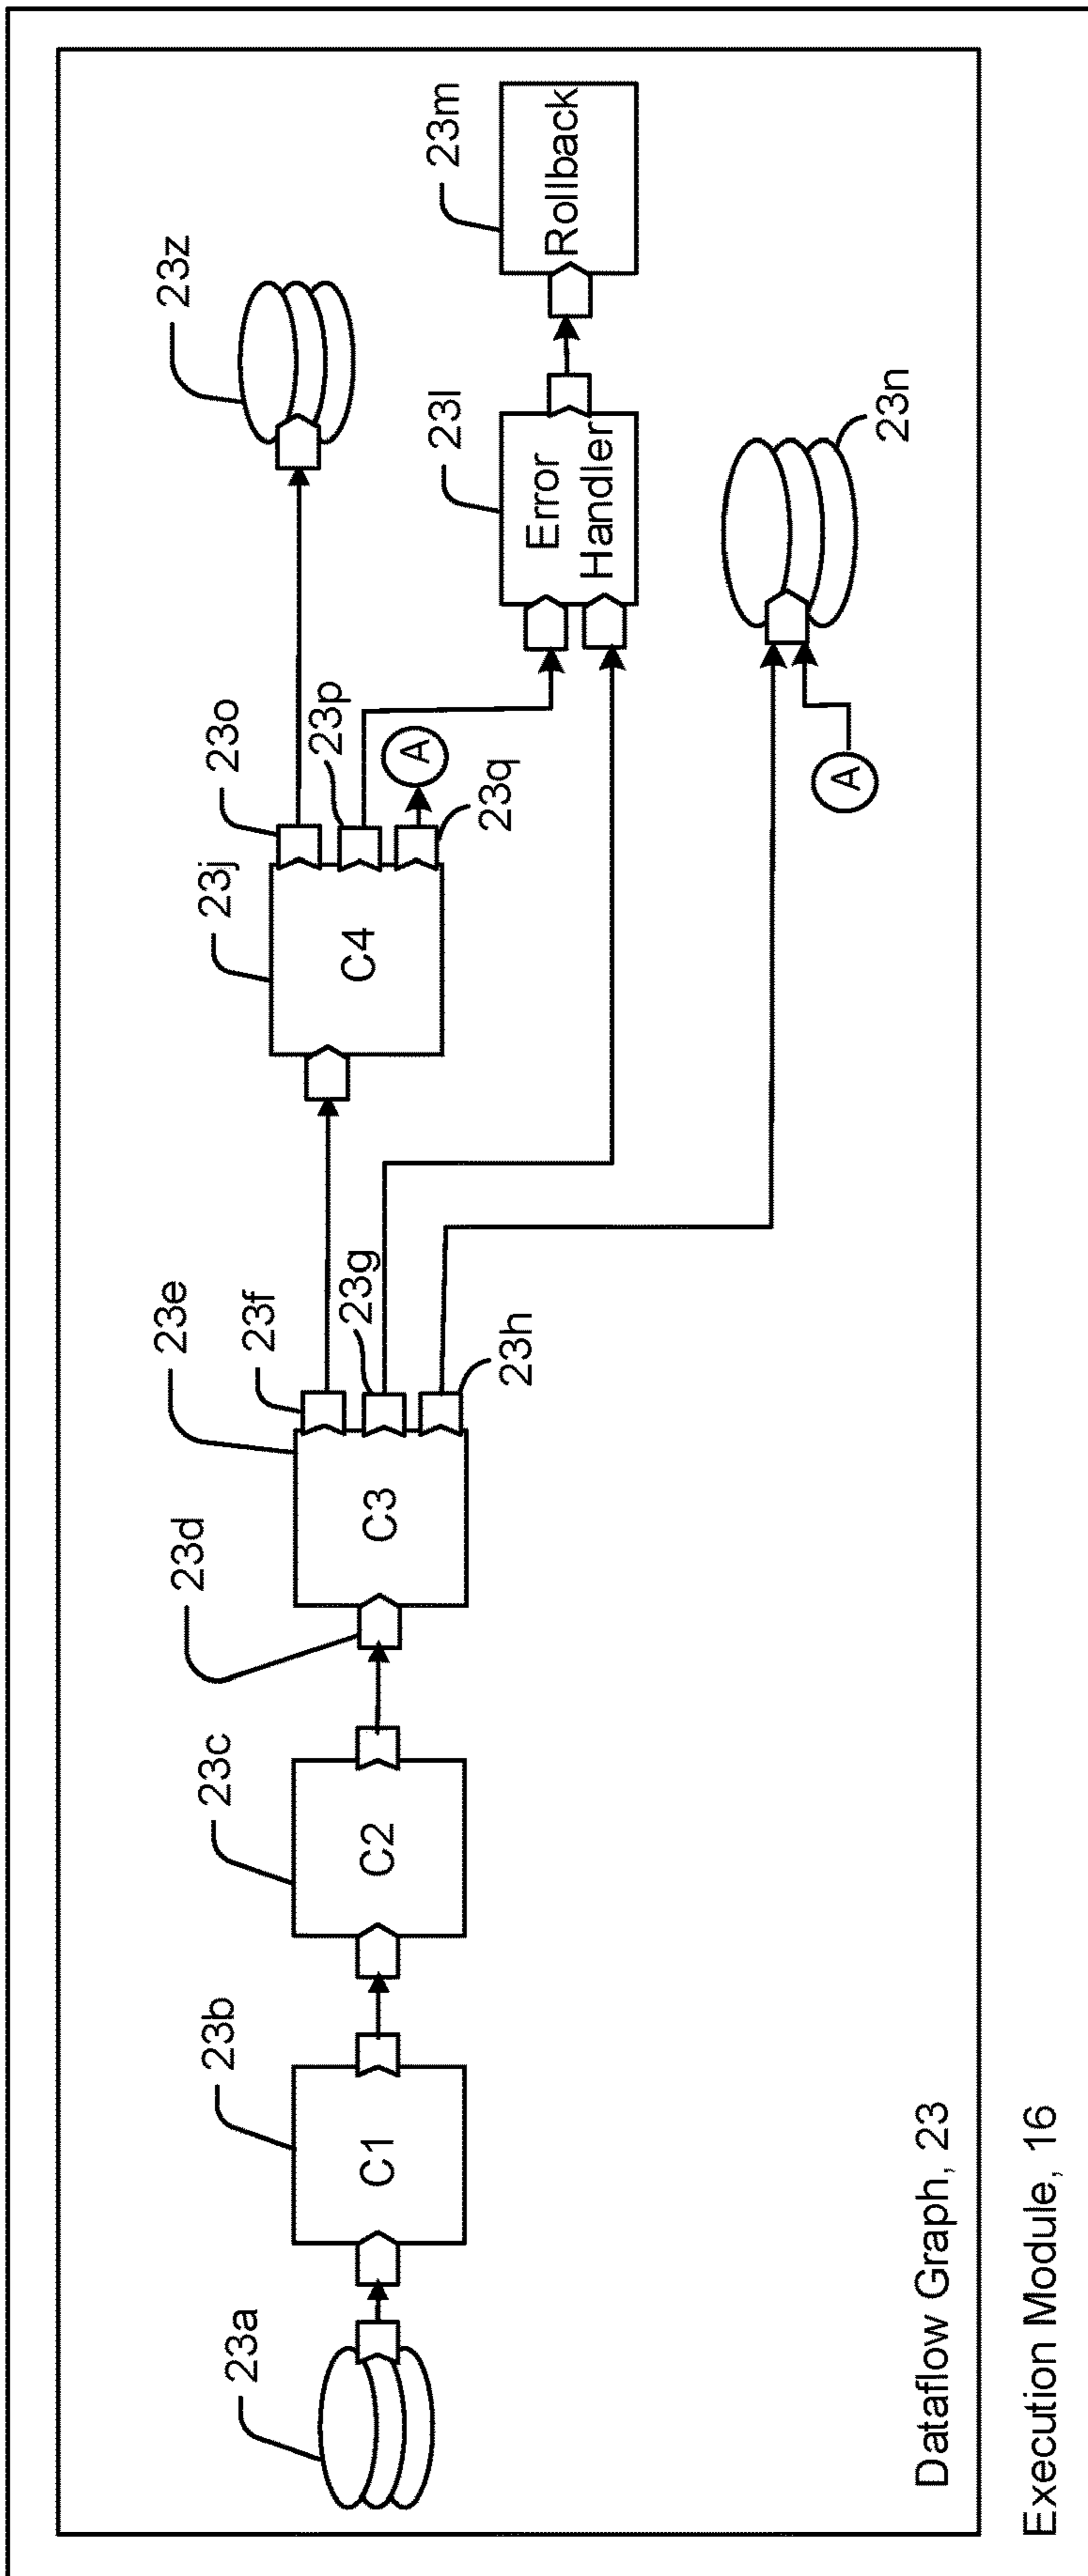 23a
23b
C1
23c
C2
23d
23e
C3
23f
23g
23h
23j
C4
23o
23p
A
23q
23z
23l
Error
Handler
23m
Rollback
23n
A
Dataflow Graph, 23
Execution Module, 16